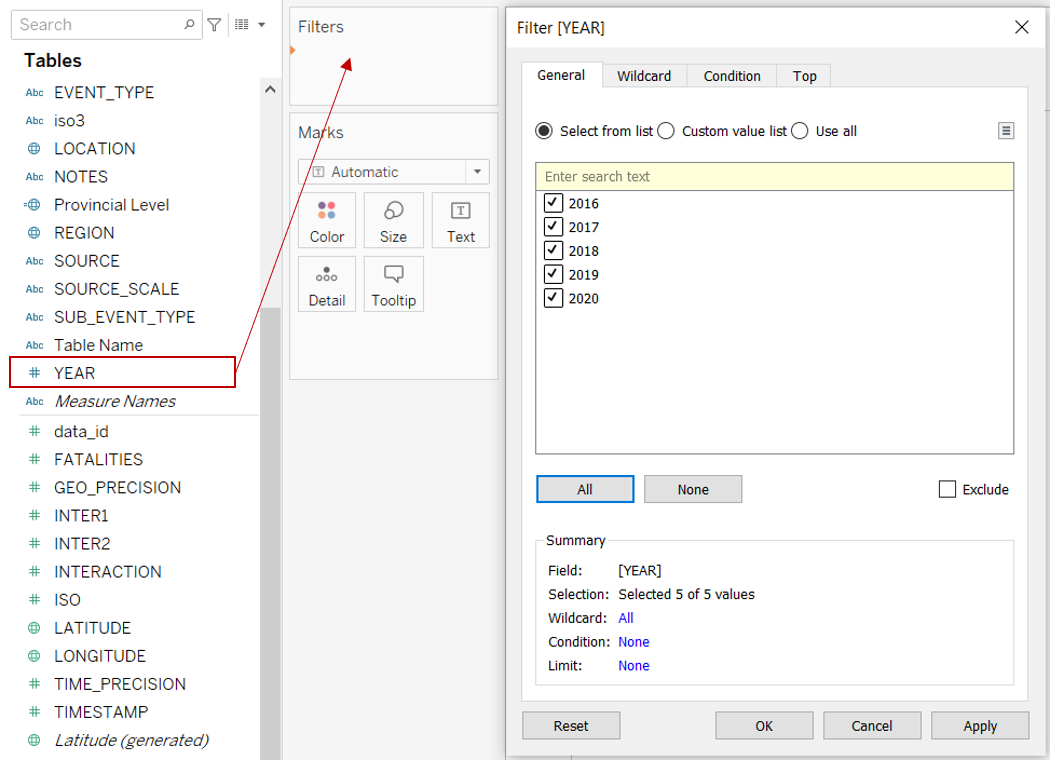 Search
Tables
Abc EVENT_TYPE
Abc iso3
LOCATION
Abc NOTES
Provincial Level
REGION
Abc SOURCE
Abc SOURCE_SCALE
Abc SUB_EVENT_TYPE
Abc Table Name
# YEAR
Abc Measure Names
# data_id
# FATALITIES
# GEO_PRECISION
# INTER1
# INTER2
# INTERACTION
# ISO
LATITUDE
LONGITUDE
# TIME_PRECISION
# TIMESTAMP
Latitude (generated)
Filters
Marks
T Automatic
Color Size Text
Detail Tooltip
Filter [YEAR]
General Wildcard Condition Top
Select from list Custom value list Use all
Enter search text
2016
2017
2018
2019
2020
All None Exclude
Summary
Field: [YEAR]
Selection: Selected 5 of 5 values
Wildcard: All
Condition: None
Limit: None
Reset OK Cancel Apply